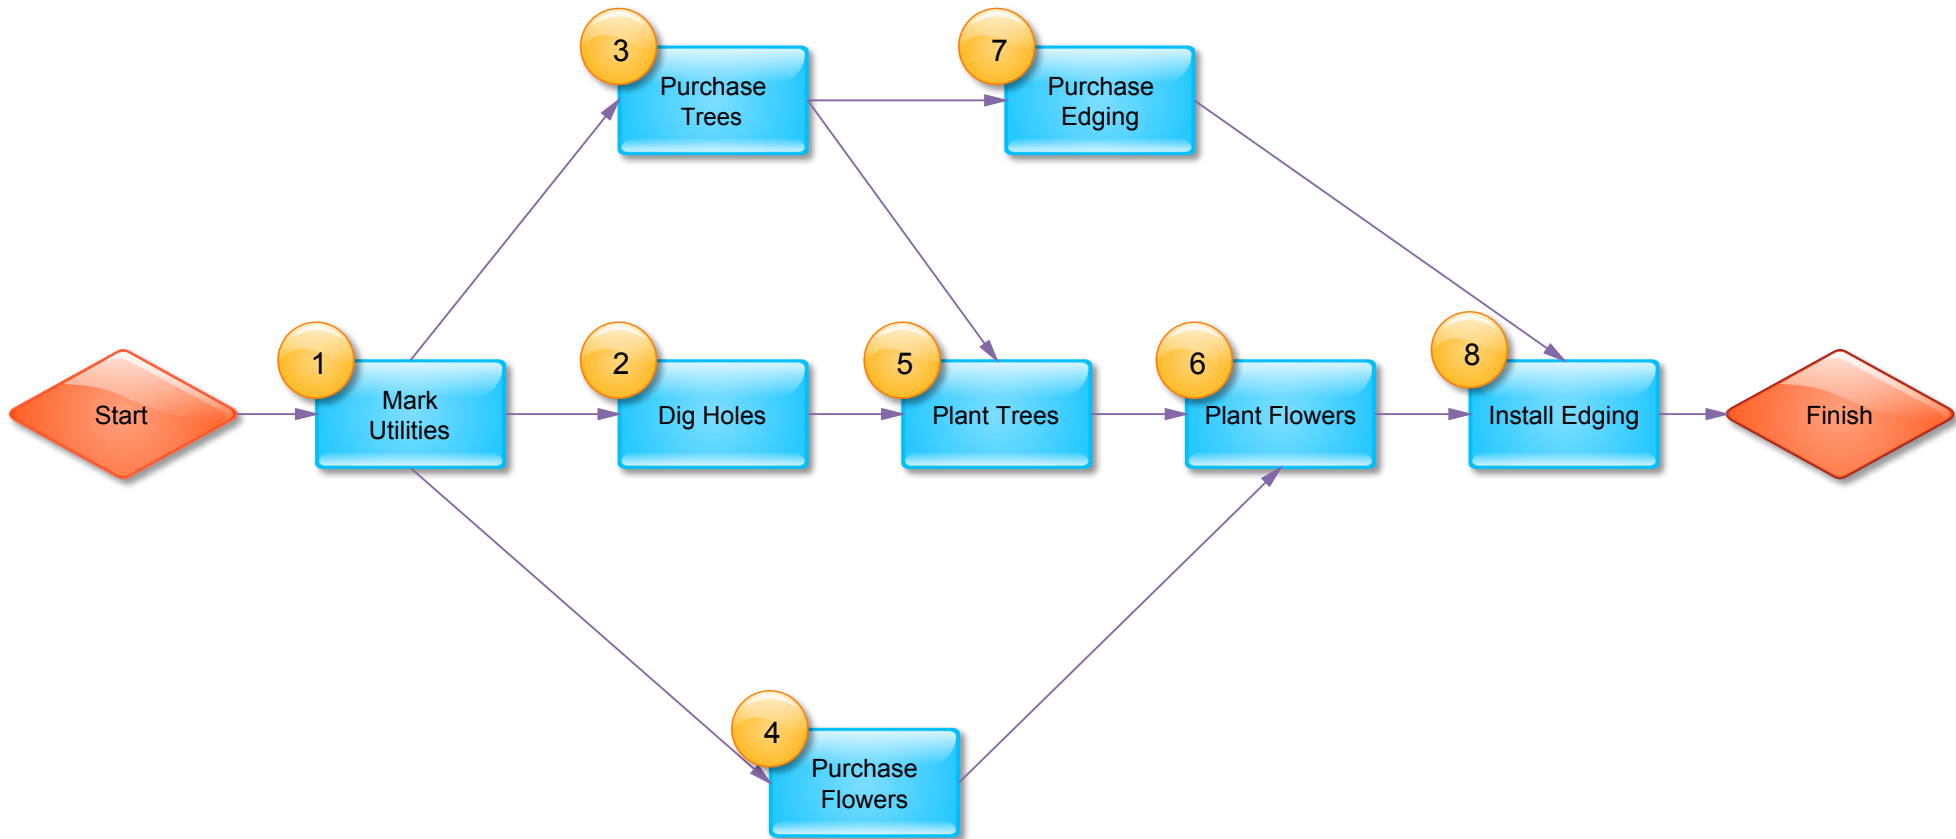 3
Purchase
Trees
7
Purchase
Edging
Start
1
Mark
Utilities
2
Dig Holes
5
Plant Trees
6
Plant Flowers
8
Install Edging
Finish
4
Purchase
Flowers